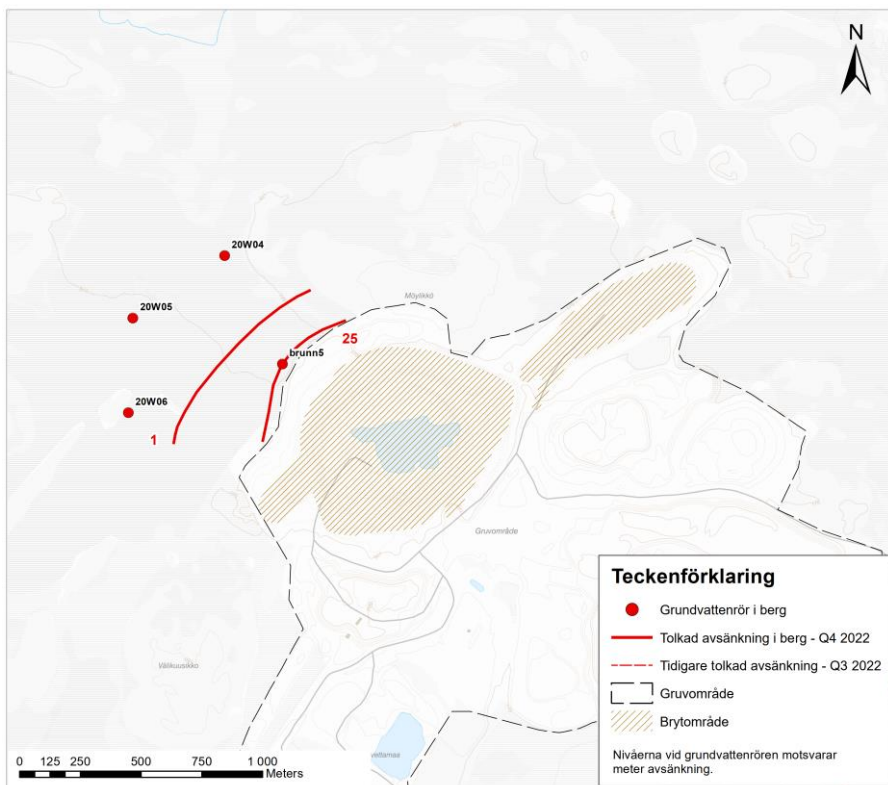 N
20W04
20W05
Möylikkö
25
brunn5
20W06
1
Gruvområde
Välikuusikko
Teckenförklaring
Grundvattenrör i berg
Tolkad avsänkning i berg - Q4 2022
Tidigare tolkad avsänkning - Q3 2022
Gruvområde
Brytområde
Nivåerna vid grundvattenrören motsvarar
meter avsänkning.
0 125 250 500 750 1 000
Meters